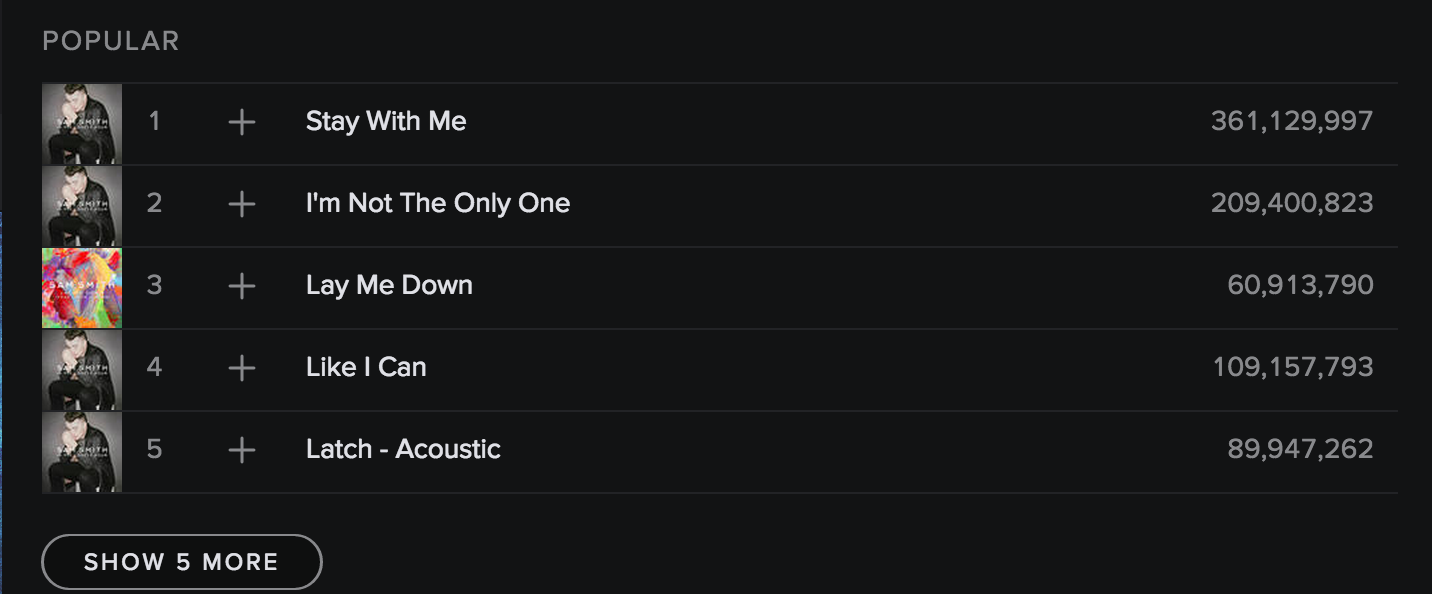 POPULAR
SAM SMITH
1 Stay With Me 361,129,997
SAM SMITH
2 I'm Not The Only One 209,400,823
SAM SMITH
3 Lay Me Down 60,913,790
SAM SMITH
4 Like I Can 109,157,793
SAM SMITH
5 Latch - Acoustic 89,947,262
SHOW 5 MORE